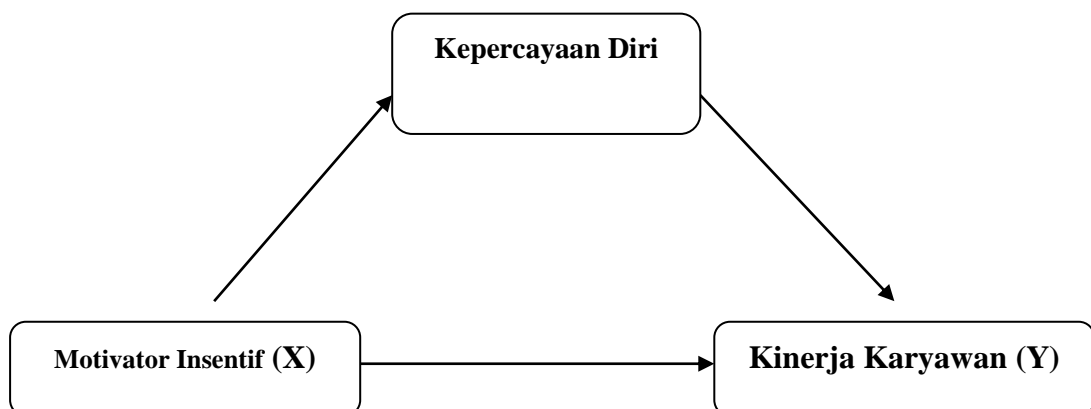 Kepercayaan Diri
Motivator Insentif (X)
Kinerja Karyawan (Y)